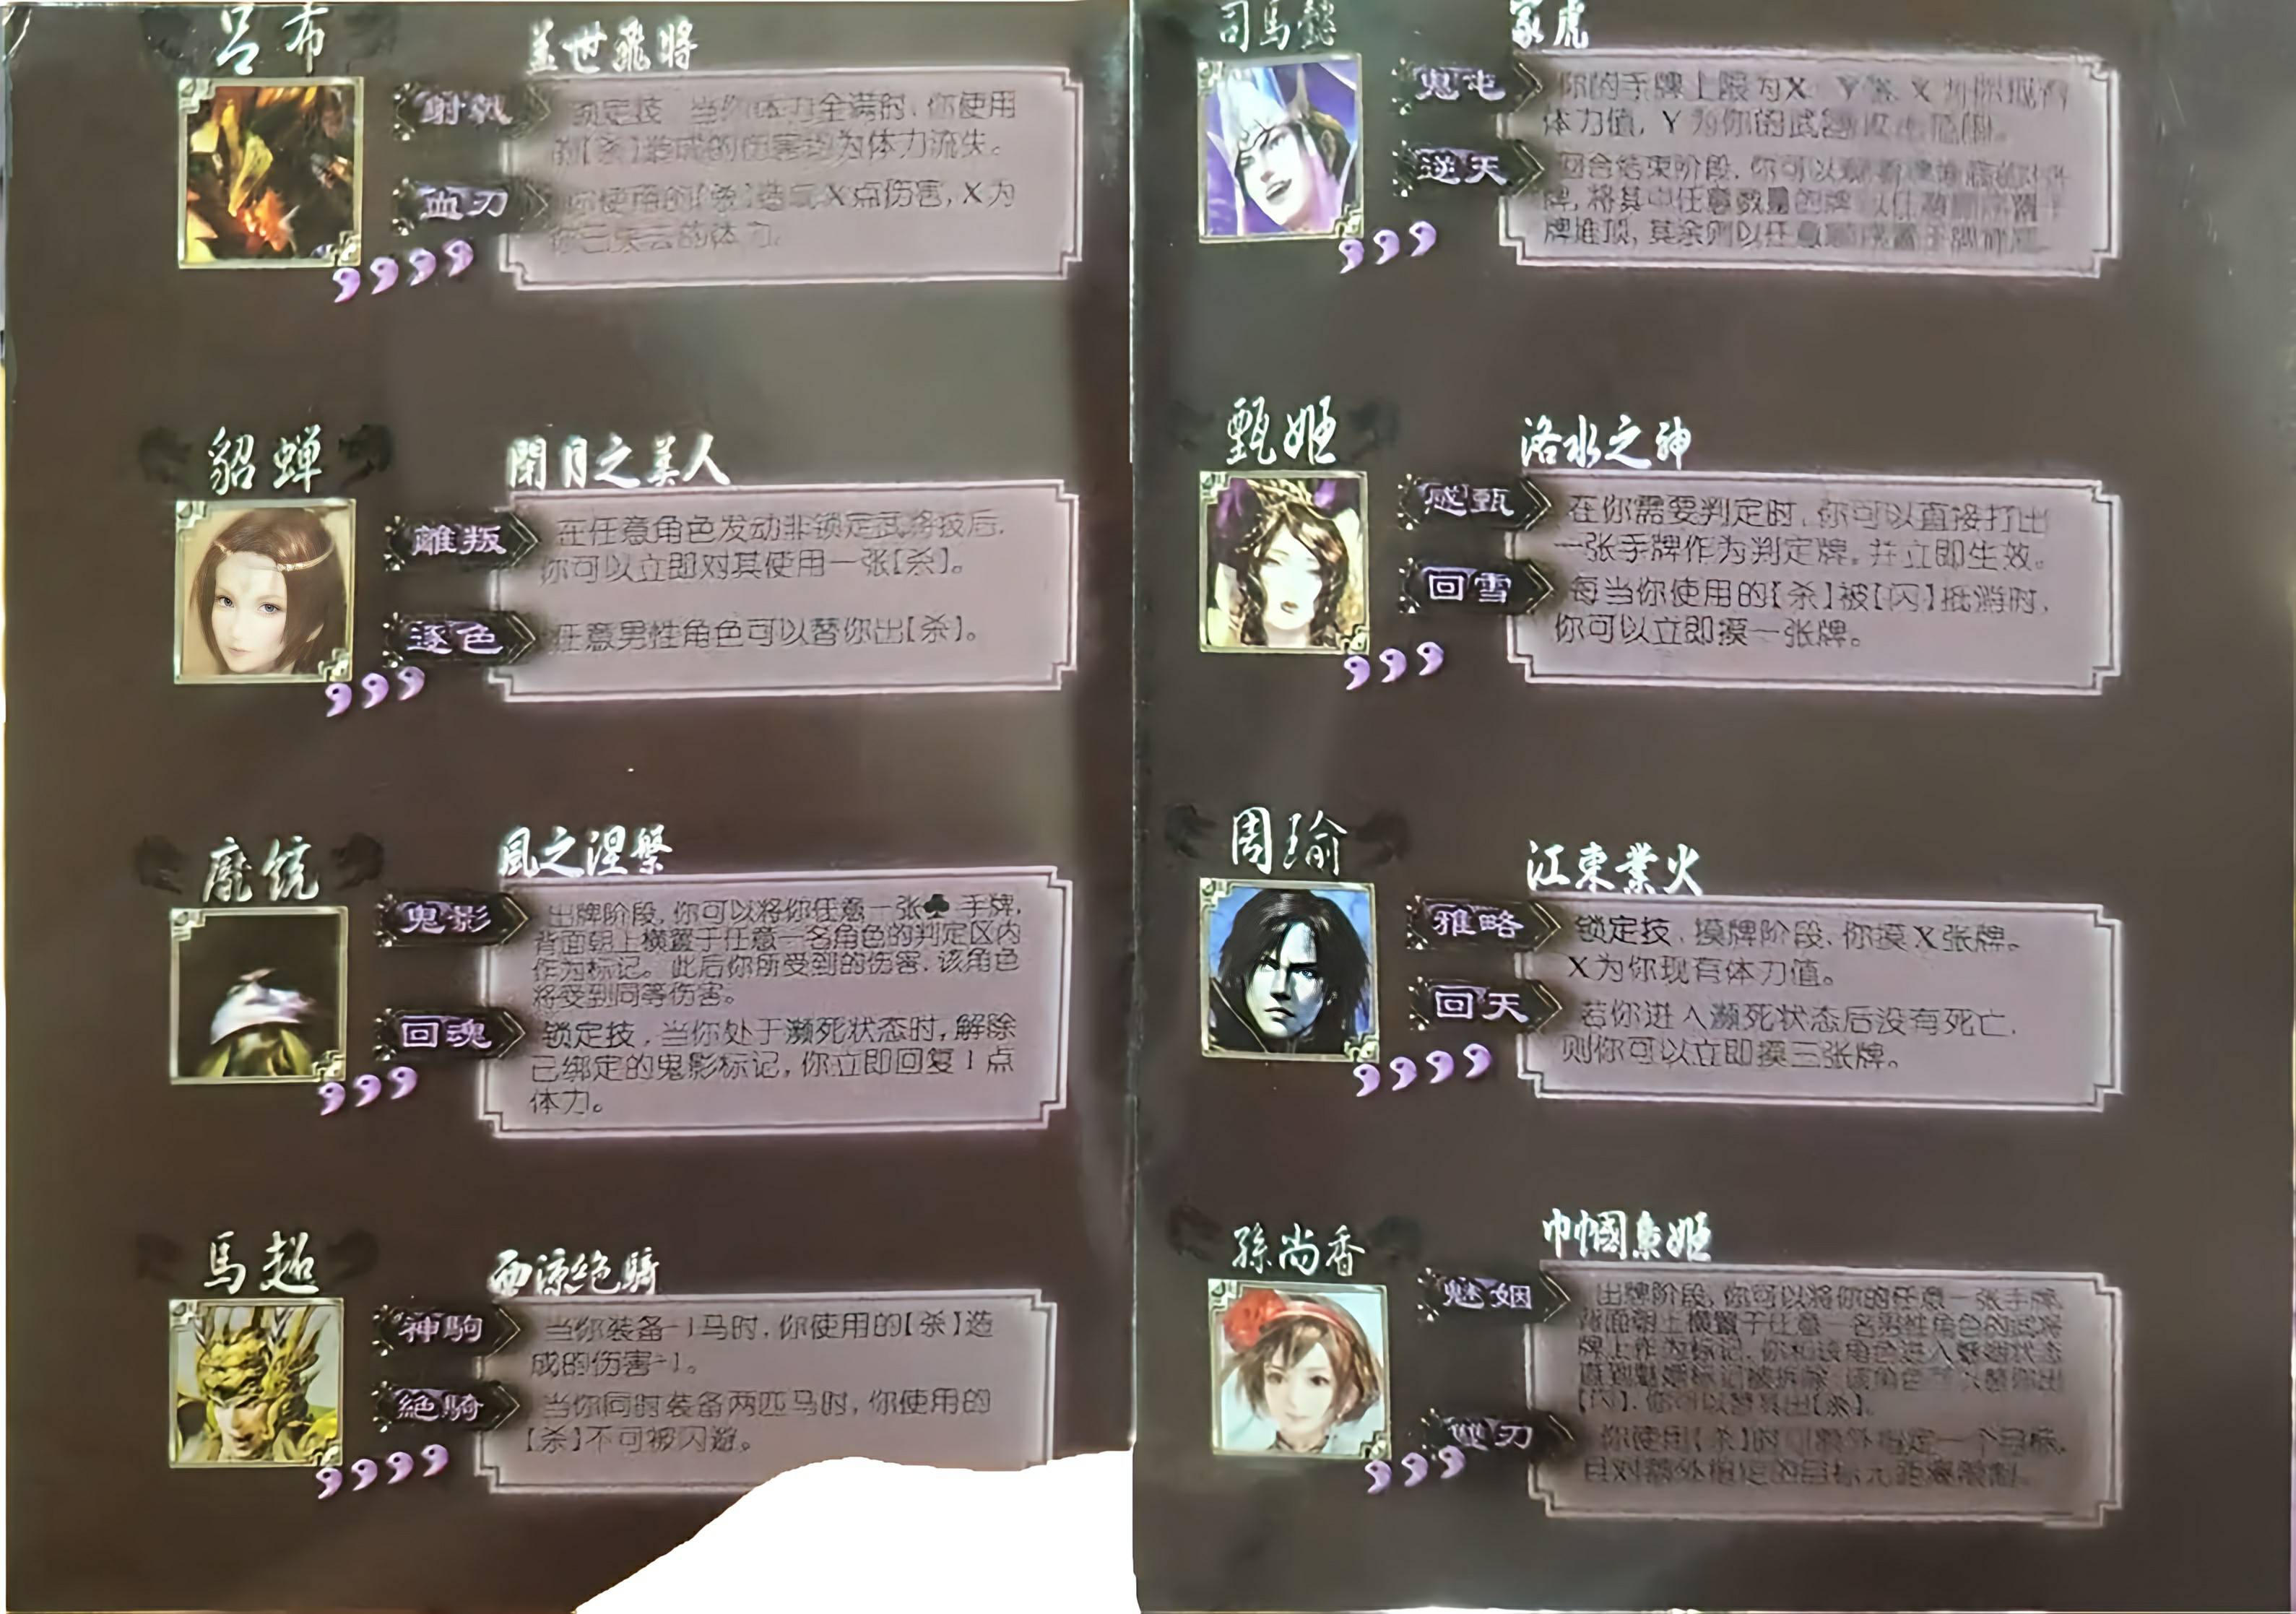 吕布
盖世飛將
射戟
锁定技，当你体力全满时，你使用
的【杀】造成的伤害均为体力流失。
血刃
你使用的【杀】造成X点伤害，X为
你已失去的体力。
貂蝉
閉月之美人
離叛
在任意角色发动非锁定武将技后，
你可以立即对其使用一张【杀】。
逐色
任意男性角色可以替你出【杀】。
龐统
風之涅槃
鬼影
出牌阶段，你可以将你任意一张♣手牌，
背面朝上横置于任意一名角色的判定区内
作为标记。此后你所受到的伤害，该角色
将受到同等伤害。
回魂
锁定技，当你处于濒死状态时，解除
已绑定的鬼影标记，你立即回复1点
体力。
馬超
西涼绝騎
神駒
当你装备-1马时，你使用的【杀】造
成的伤害+1。
絕騎
当你同时装备两匹马时，你使用的
【杀】不可被闪避。
司馬懿
冢虎
鬼屯
你的手牌上限为X
体力值，Y为你的武器
逆天
回合结束阶段，你可以
牌，将其中任意数量的牌以任意
牌堆顶，其余则以任意
甄姬
洛水之神
惑甄
在你需要判定时，你可以直接打出
一张手牌作为判定牌。并立即生效。
回雪
每当你使用的【杀】被【闪】抵消时，
你可以立即摸一张牌。
周瑜
江東業火
雅略
锁定技，摸牌阶段，你摸X张牌。
X为你现有体力值。
回天
若你进入濒死状态后没有死亡，
则你可以立即摸三张牌。
孫尚香
巾帼枭姬
魅姻
出牌阶段，你可以将你的任意一张手牌，
背面朝上横置于任意一名男性角色的武将
牌上作为标记，你和该角色进入魅姻状态
直到魅姻标记被拆除，该角色可以替你出
【闪】，你可以替其出【杀】。
雙刃
你使用【杀】时可额外指定一个目标，
且对额外指定的目标无距离限制。